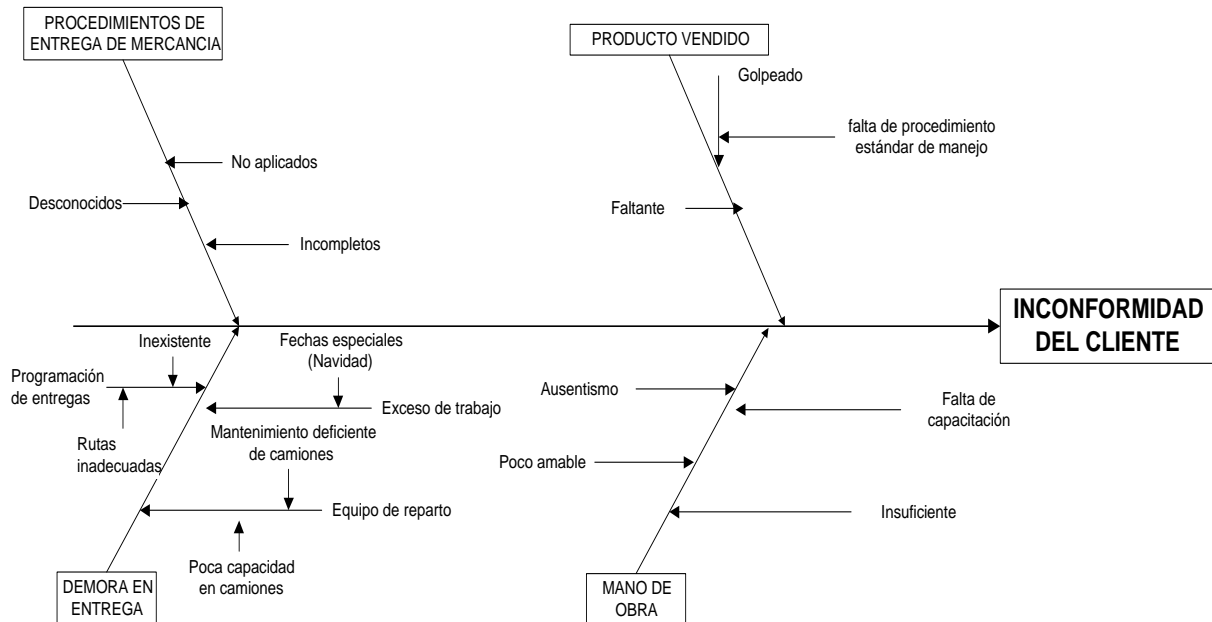 PROCEDIMIENTOS DE
ENTREGA DE MERCANCIA
PRODUCTO VENDIDO
Golpeado
falta de procedimiento
estándar de manejo
No aplicados
Desconocidos
Faltante
Incompletos
INCONFORMIDAD
DEL CLIENTE
Inexistente
Fechas especiales
(Navidad)
Programación
de entregas
Exceso de trabajo
Rutas
inadecuadas
Mantenimiento deficiente
de camiones
Equipo de reparto
Poca capacidad
en camiones
Ausentismo
Falta de
capacitación
Poco amable
Insuficiente
DEMORA EN
ENTREGA
MANO DE
OBRA